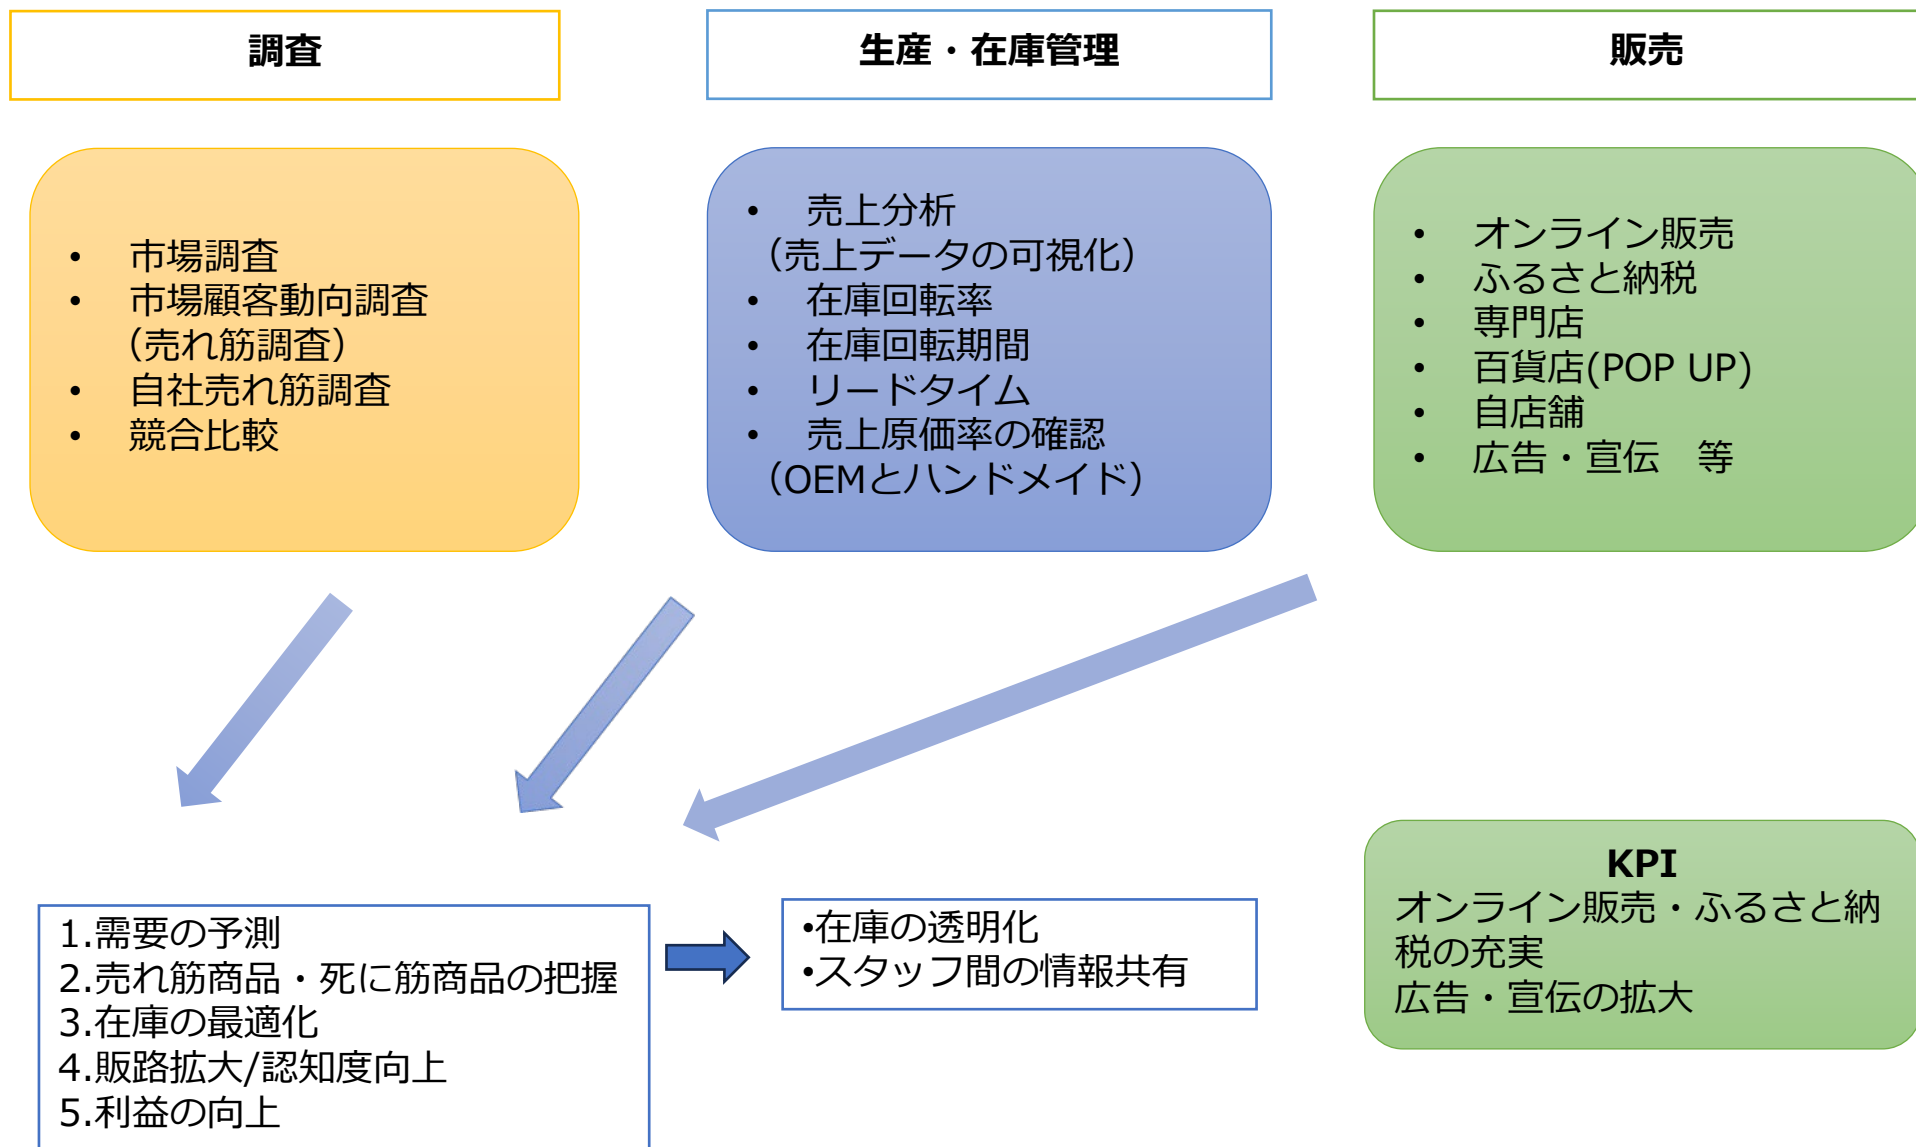 調査
生産・在庫管理
販売
• 市場調査
• 市場顧客動向調査
（売れ筋調査）
• 自社売れ筋調査
• 競合比較
• 売上分析
（売上データの可視化）
• 在庫回転率
• 在庫回転期間
• リードタイム
• 売上原価率の確認
（OEMとハンドメイド）
• オンライン販売
• ふるさと納税
• 専門店
• 百貨店(POP UP)
• 自店舗
• 広告・宣伝　等
1.需要の予測
2.売れ筋商品・死に筋商品の把握
3.在庫の最適化
4.販路拡大/認知度向上
5.利益の向上
•在庫の透明化
•スタッフ間の情報共有
KPI
オンライン販売・ふるさと納
税の充実
広告・宣伝の拡大